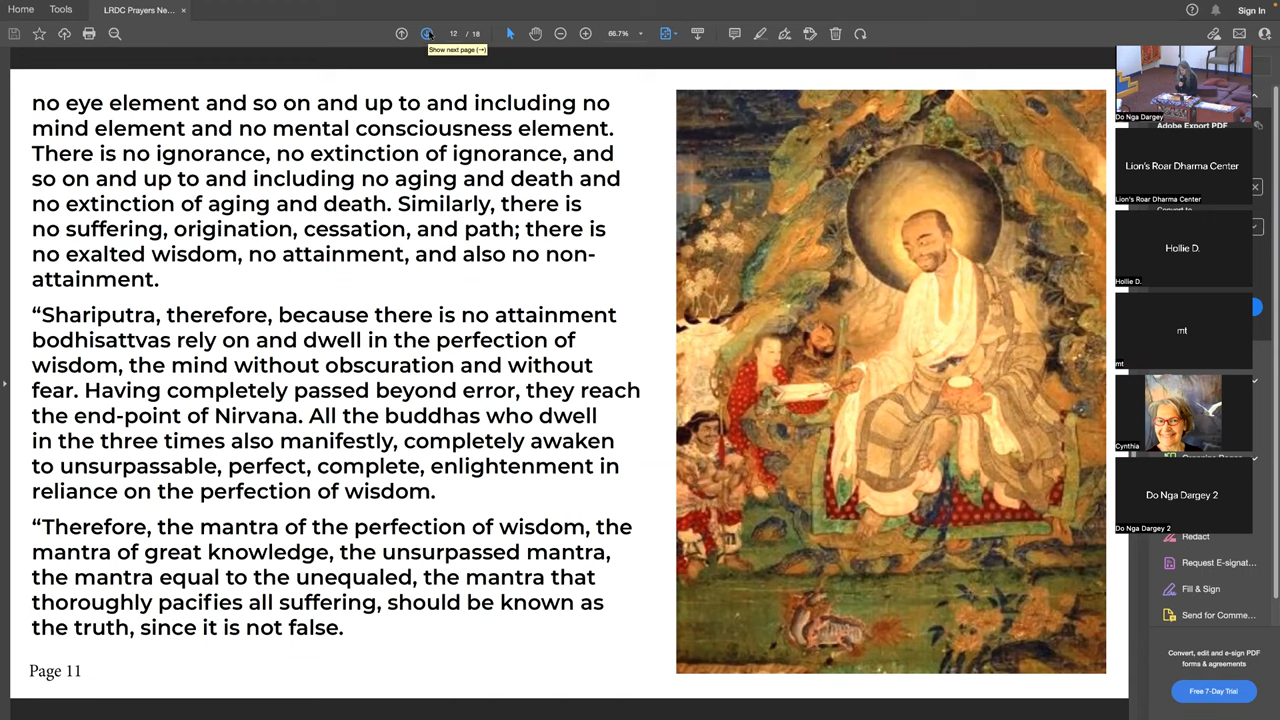 Home
Tools
LRDC Prayers Ne... ×
Sign In
12 / 18
66.7%
Show next page (→)
no eye element and so on and up to and including no
mind element and no mental consciousness element.
There is no ignorance, no extinction of ignorance, and
so on and up to and including no aging and death and
no extinction of aging and death. Similarly, there is
no suffering, origination, cessation, and path; there is
no exalted wisdom, no attainment, and also no non-
attainment.
“Shariputra, therefore, because there is no attainment
bodhisattvas rely on and dwell in the perfection of
wisdom, the mind without obscuration and without
fear. Having completely passed beyond error, they reach
the end-point of Nirvana. All the buddhas who dwell
in the three times also manifestly, completely awaken
to unsurpassable, perfect, complete, enlightenment in
reliance on the perfection of wisdom.
“Therefore, the mantra of the perfection of wisdom, the
mantra of great knowledge, the unsurpassed mantra,
the mantra equal to the unequaled, the mantra that
thoroughly pacifies all suffering, should be known as
the truth, since it is not false.
Page 11
Do Nga Dargey
Adobe Export PDF
Lion's Roar Dharma Center
Lion's Roar Dharma Center
Hollie D.
Hollie D.
mt
mt
Cynthia
Do Nga Dargey 2
Do Nga Dargey 2
Redact
Request E-signat...
Fill & Sign
Send for Comme...
Convert, edit and e-sign PDF
forms & agreements
Free 7-Day Trial